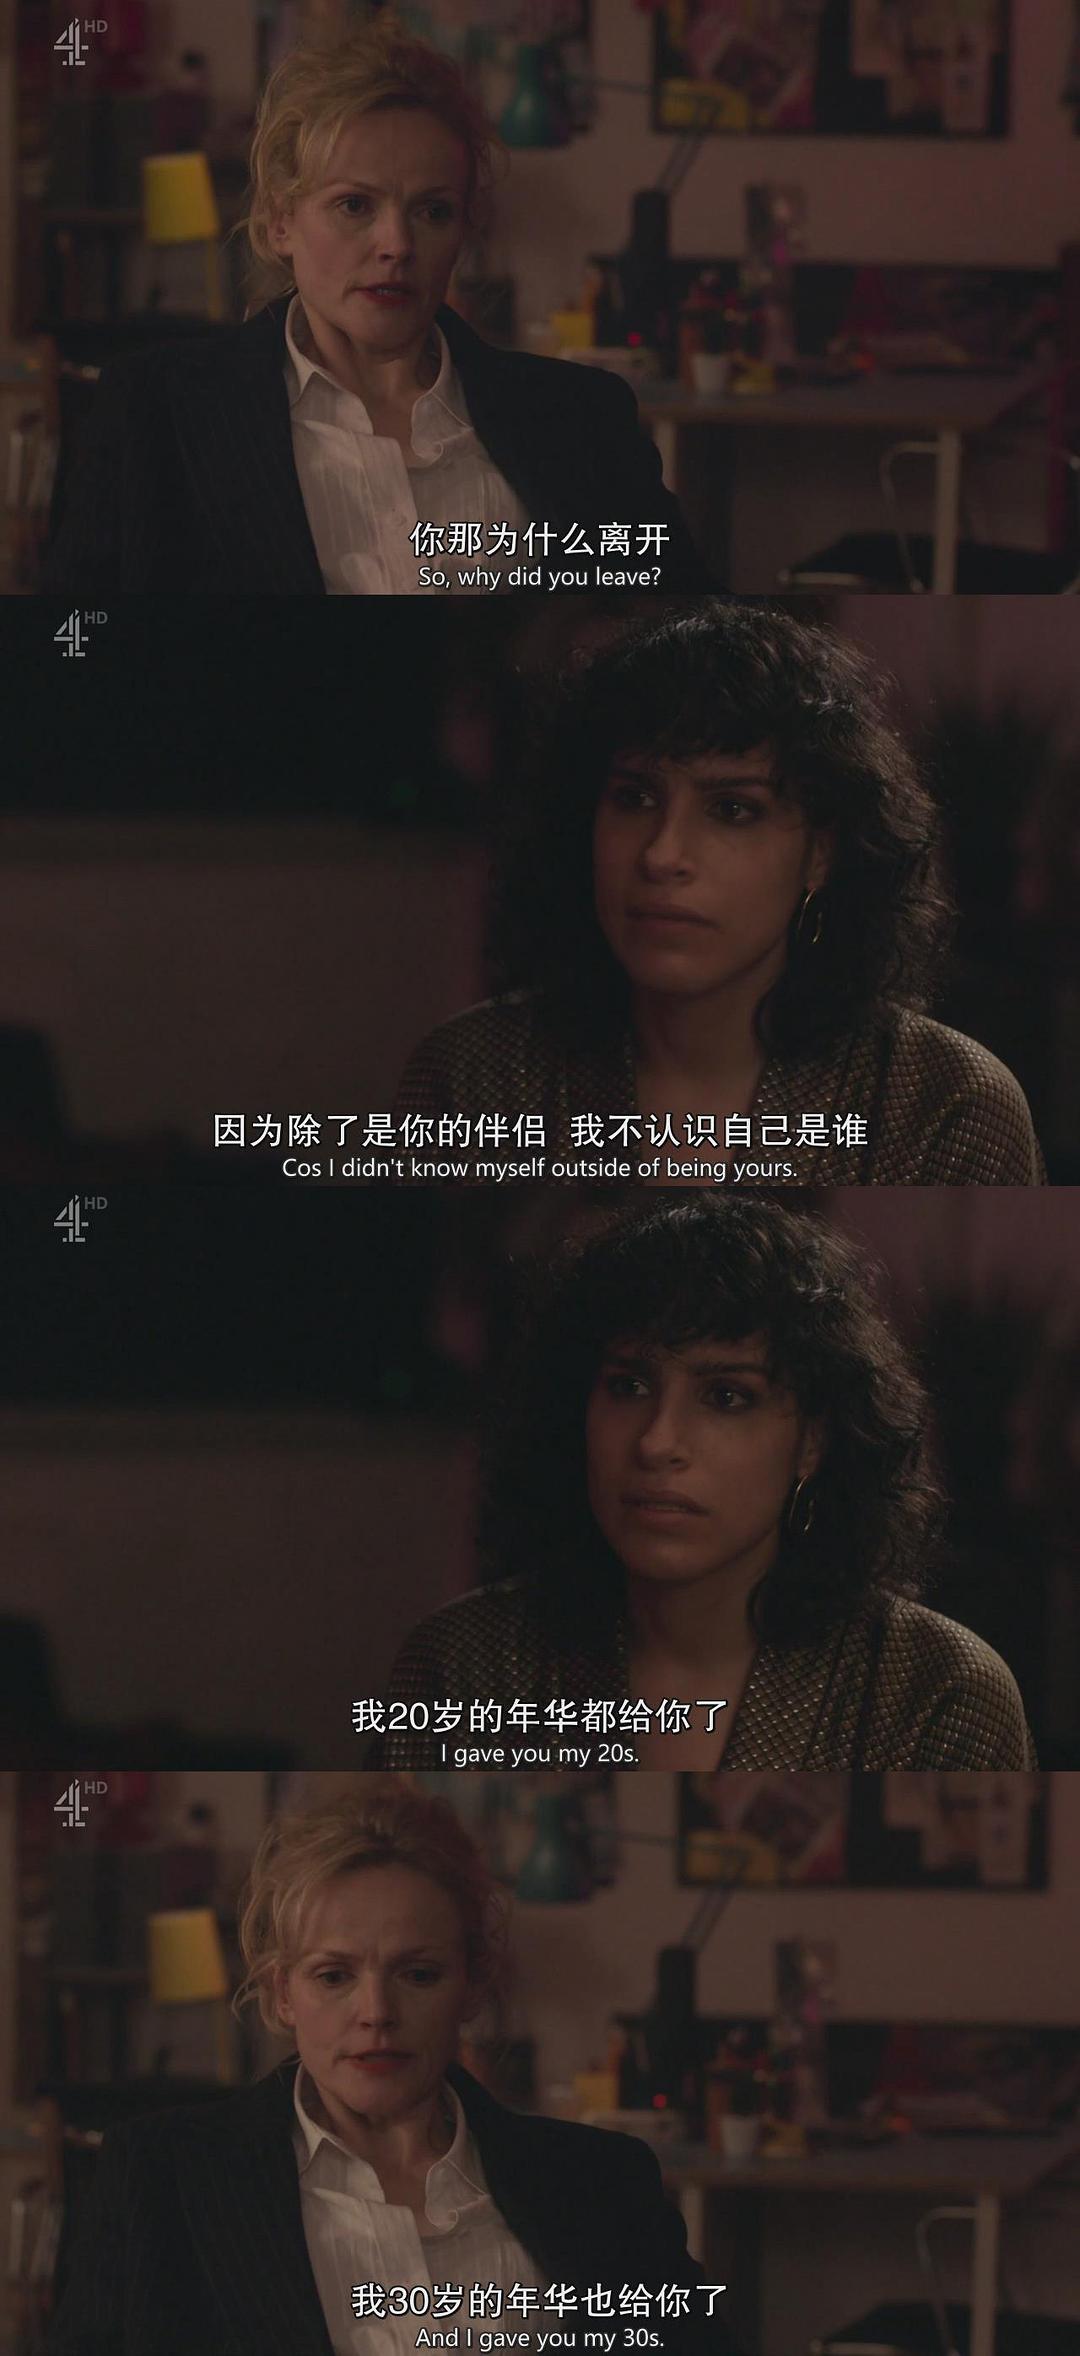 4 HD
你那为什么离开
So, why did you leave?
4 HD
因为除了是你的伴侣 我不认识自己是谁
Cos I didn't know myself outside of being yours.
4 HD
我20岁的年华都给你了
I gave you my 20s.
4 HD
我30岁的年华也给你了
And I gave you my 30s.